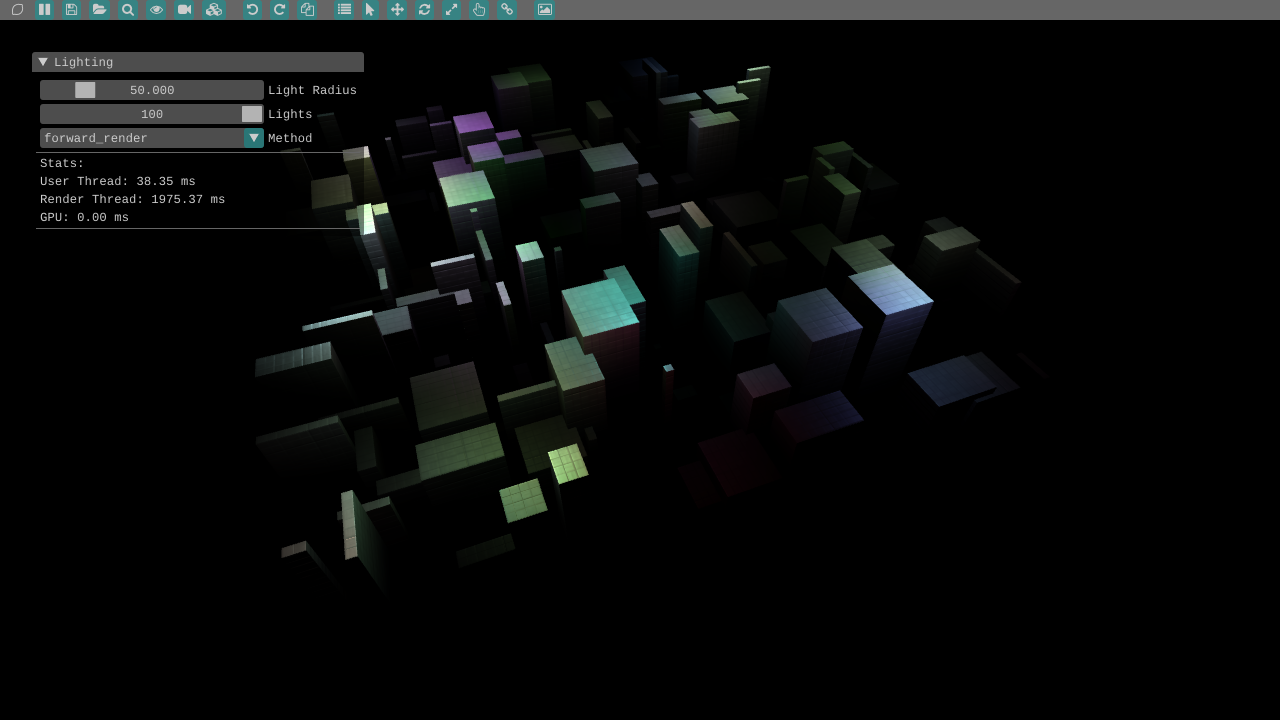 Lighting
50.000 Light Radius
100 Lights
forward_render Method
Stats:
User Thread: 38.35 ms
Render Thread: 1975.37 ms
GPU: 0.00 ms